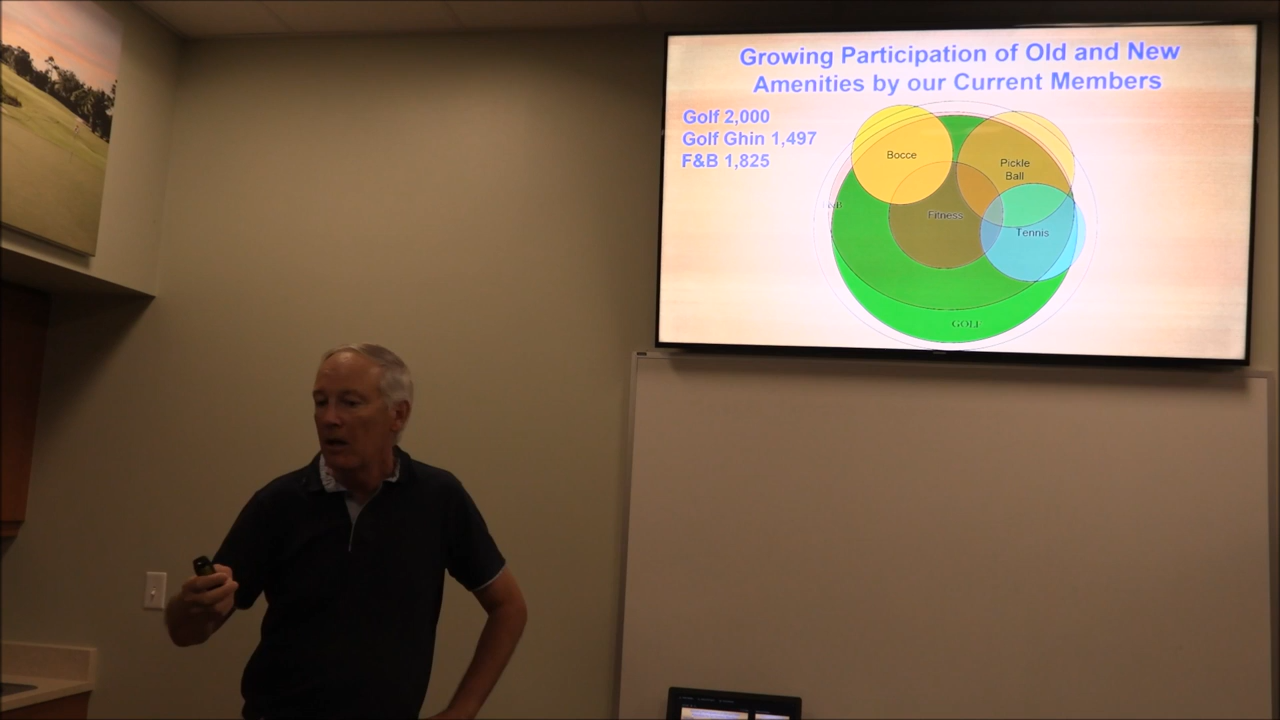 Growing Participation of Old and New
Amenities by our Current Members
Golf 2,000
Golf Ghin 1,497
F&B 1,825
Bocce
Pickle
Ball
Fitness
Tennis
GOLF